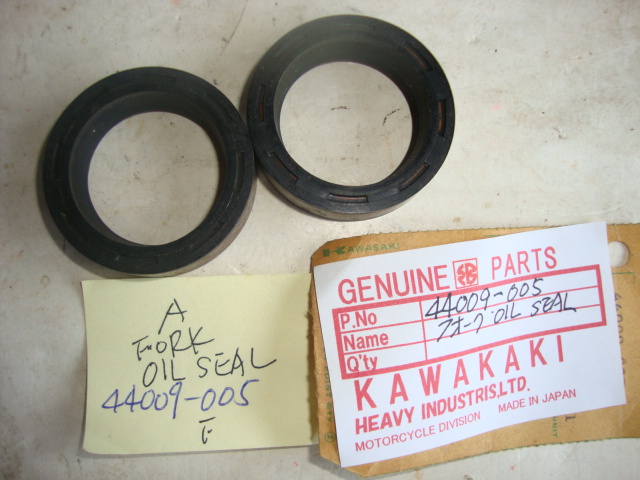 KAWASAKI
GENUINE PARTS
P.No 44009-005
Name フォーク OIL SEAL
Q'ty
KAWAKAKI
HEAVY INDUSTRIS,LTD.
MOTORCYCLE DIVISION MADE IN JAPAN
A
FORK
OIL SEAL
44009-005
F